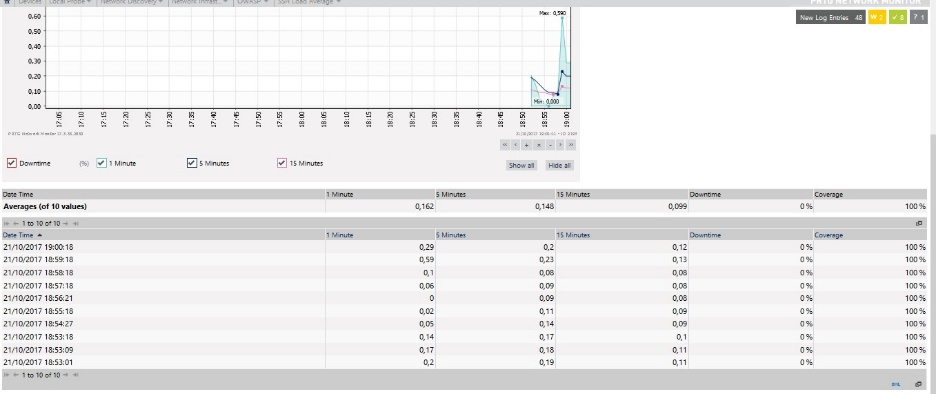 Devices Local Probe Network Discovery Network Infrast... OWASP SSH Load Average
PRTG NETWORK MONITOR
New Log Entries 48 W 2 ✓ 8 ? 1
Max: 0,590
0.60
0.50
0.40
0.30
0.20
0.10
0.00
Min: 0,000
17:05 17:10 17:15 17:20 17:25 17:30 17:35 17:40 17:45 17:50 17:55 18:00 18:05 18:10 18:15 18:20 18:25 18:30 18:35 18:40 18:45 18:50 18:55 19:00
« ‹ + × - › »
Downtime (%) 1 Minute 5 Minutes 15 Minutes Show all Hide all
Date Time 1 Minute 5 Minutes 15 Minutes Downtime Coverage
Averages (of 10 values) 0,162 0,148 0,099 0 % 100 %
1 to 10 of 10
Date Time 1 Minute 5 Minutes 15 Minutes Downtime Coverage
21/10/2017 19:00:18 0,29 0,2 0,12 0 % 100 %
21/10/2017 18:59:18 0,59 0,23 0,13 0 % 100 %
21/10/2017 18:58:18 0,1 0,08 0,08 0 % 100 %
21/10/2017 18:57:18 0,06 0,09 0,08 0 % 100 %
21/10/2017 18:56:21 0 0,09 0,08 0 % 100 %
21/10/2017 18:55:18 0,02 0,11 0,09 0 % 100 %
21/10/2017 18:54:27 0,05 0,14 0,09 0 % 100 %
21/10/2017 18:53:18 0,14 0,17 0,1 0 % 100 %
21/10/2017 18:53:09 0,17 0,18 0,11 0 % 100 %
21/10/2017 18:53:01 0,2 0,19 0,11 0 % 100 %
1 to 10 of 10